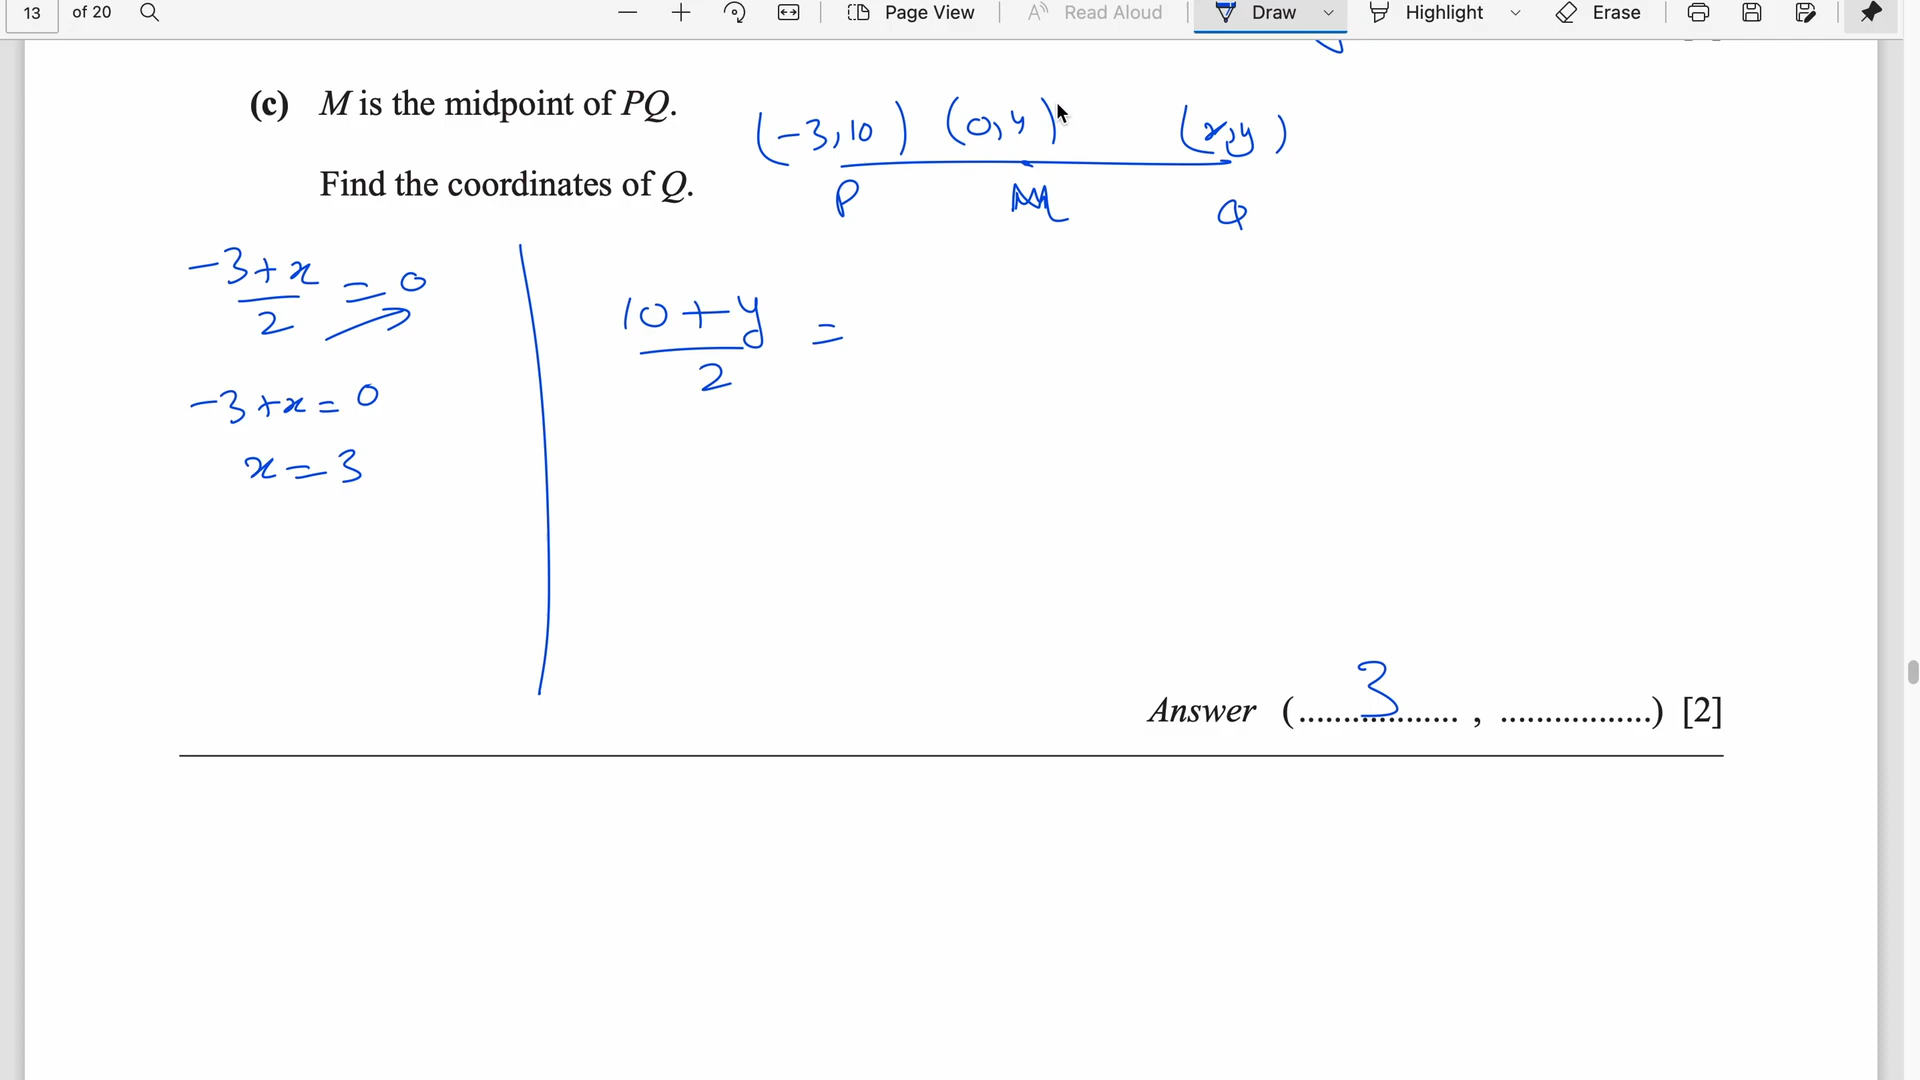 13 of 20 Page View Read Aloud Draw Highlight Erase
(c) M is the midpoint of PQ.
(-3,10) (0,4) (x,y)
Find the coordinates of Q.
P M Q
-3+x/2 = 0
10+y/2 =
-3+x=0
x=3
3
Answer (.................. , .................) [2]